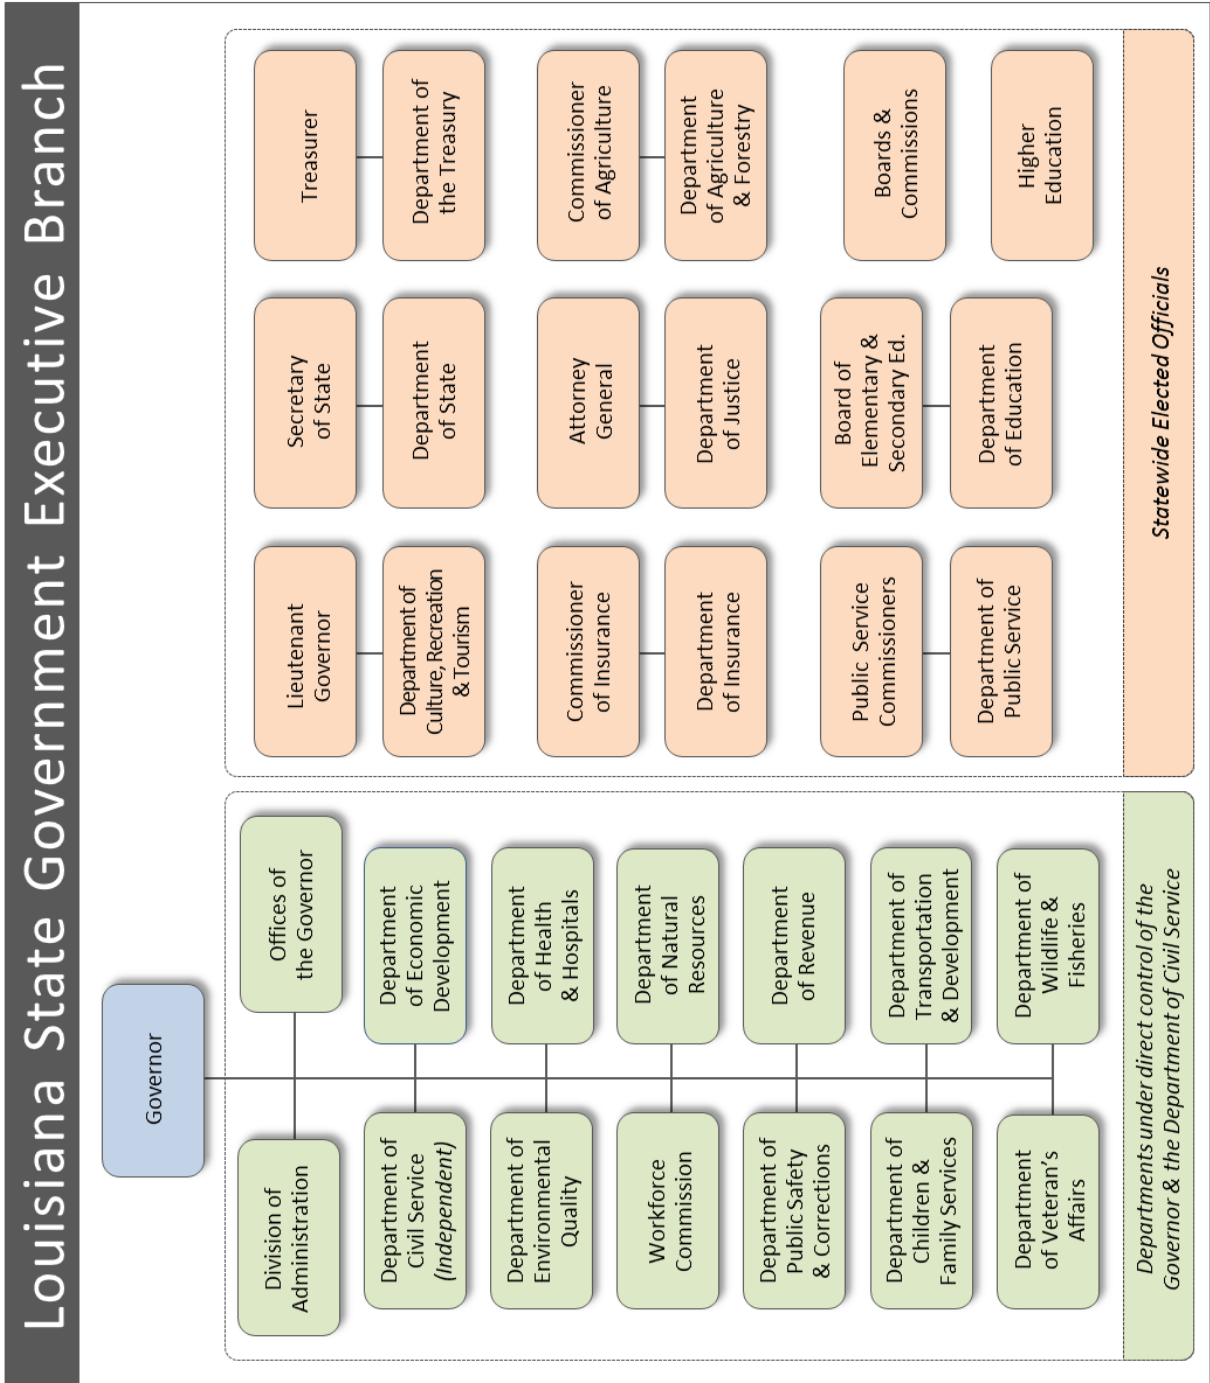 Louisiana State Government Executive Branch
Governor
Division of
Administration
Offices of
the Governor
Department of
Civil Service
(Independent)
Department
of Economic
Development
Department of
Environmental
Quality
Department
of Health
& Hospitals
Workforce
Commission
Department
of Natural
Resources
Department of
Public Safety
& Corrections
Department
of Revenue
Department of
Children &
Family Services
Department of
Transportation
& Development
Department
of Veteran's
Affairs
Department of
Wildlife &
Fisheries
Departments under direct control of the
Governor & the Department of Civil Service
Lieutenant
Governor
Department of
Culture, Recreation
& Tourism
Secretary
of State
Department
of State
Treasurer
Department of
the Treasury
Commissioner
of Insurance
Department
of Insurance
Attorney
General
Department
of Justice
Commissioner
of Agriculture
Department
of Agriculture
& Forestry
Public Service
Commissioners
Department of
Public Service
Board of
Elementary &
Secondary Ed.
Department
of Education
Boards &
Commissions
Higher
Education
Statewide Elected Officials